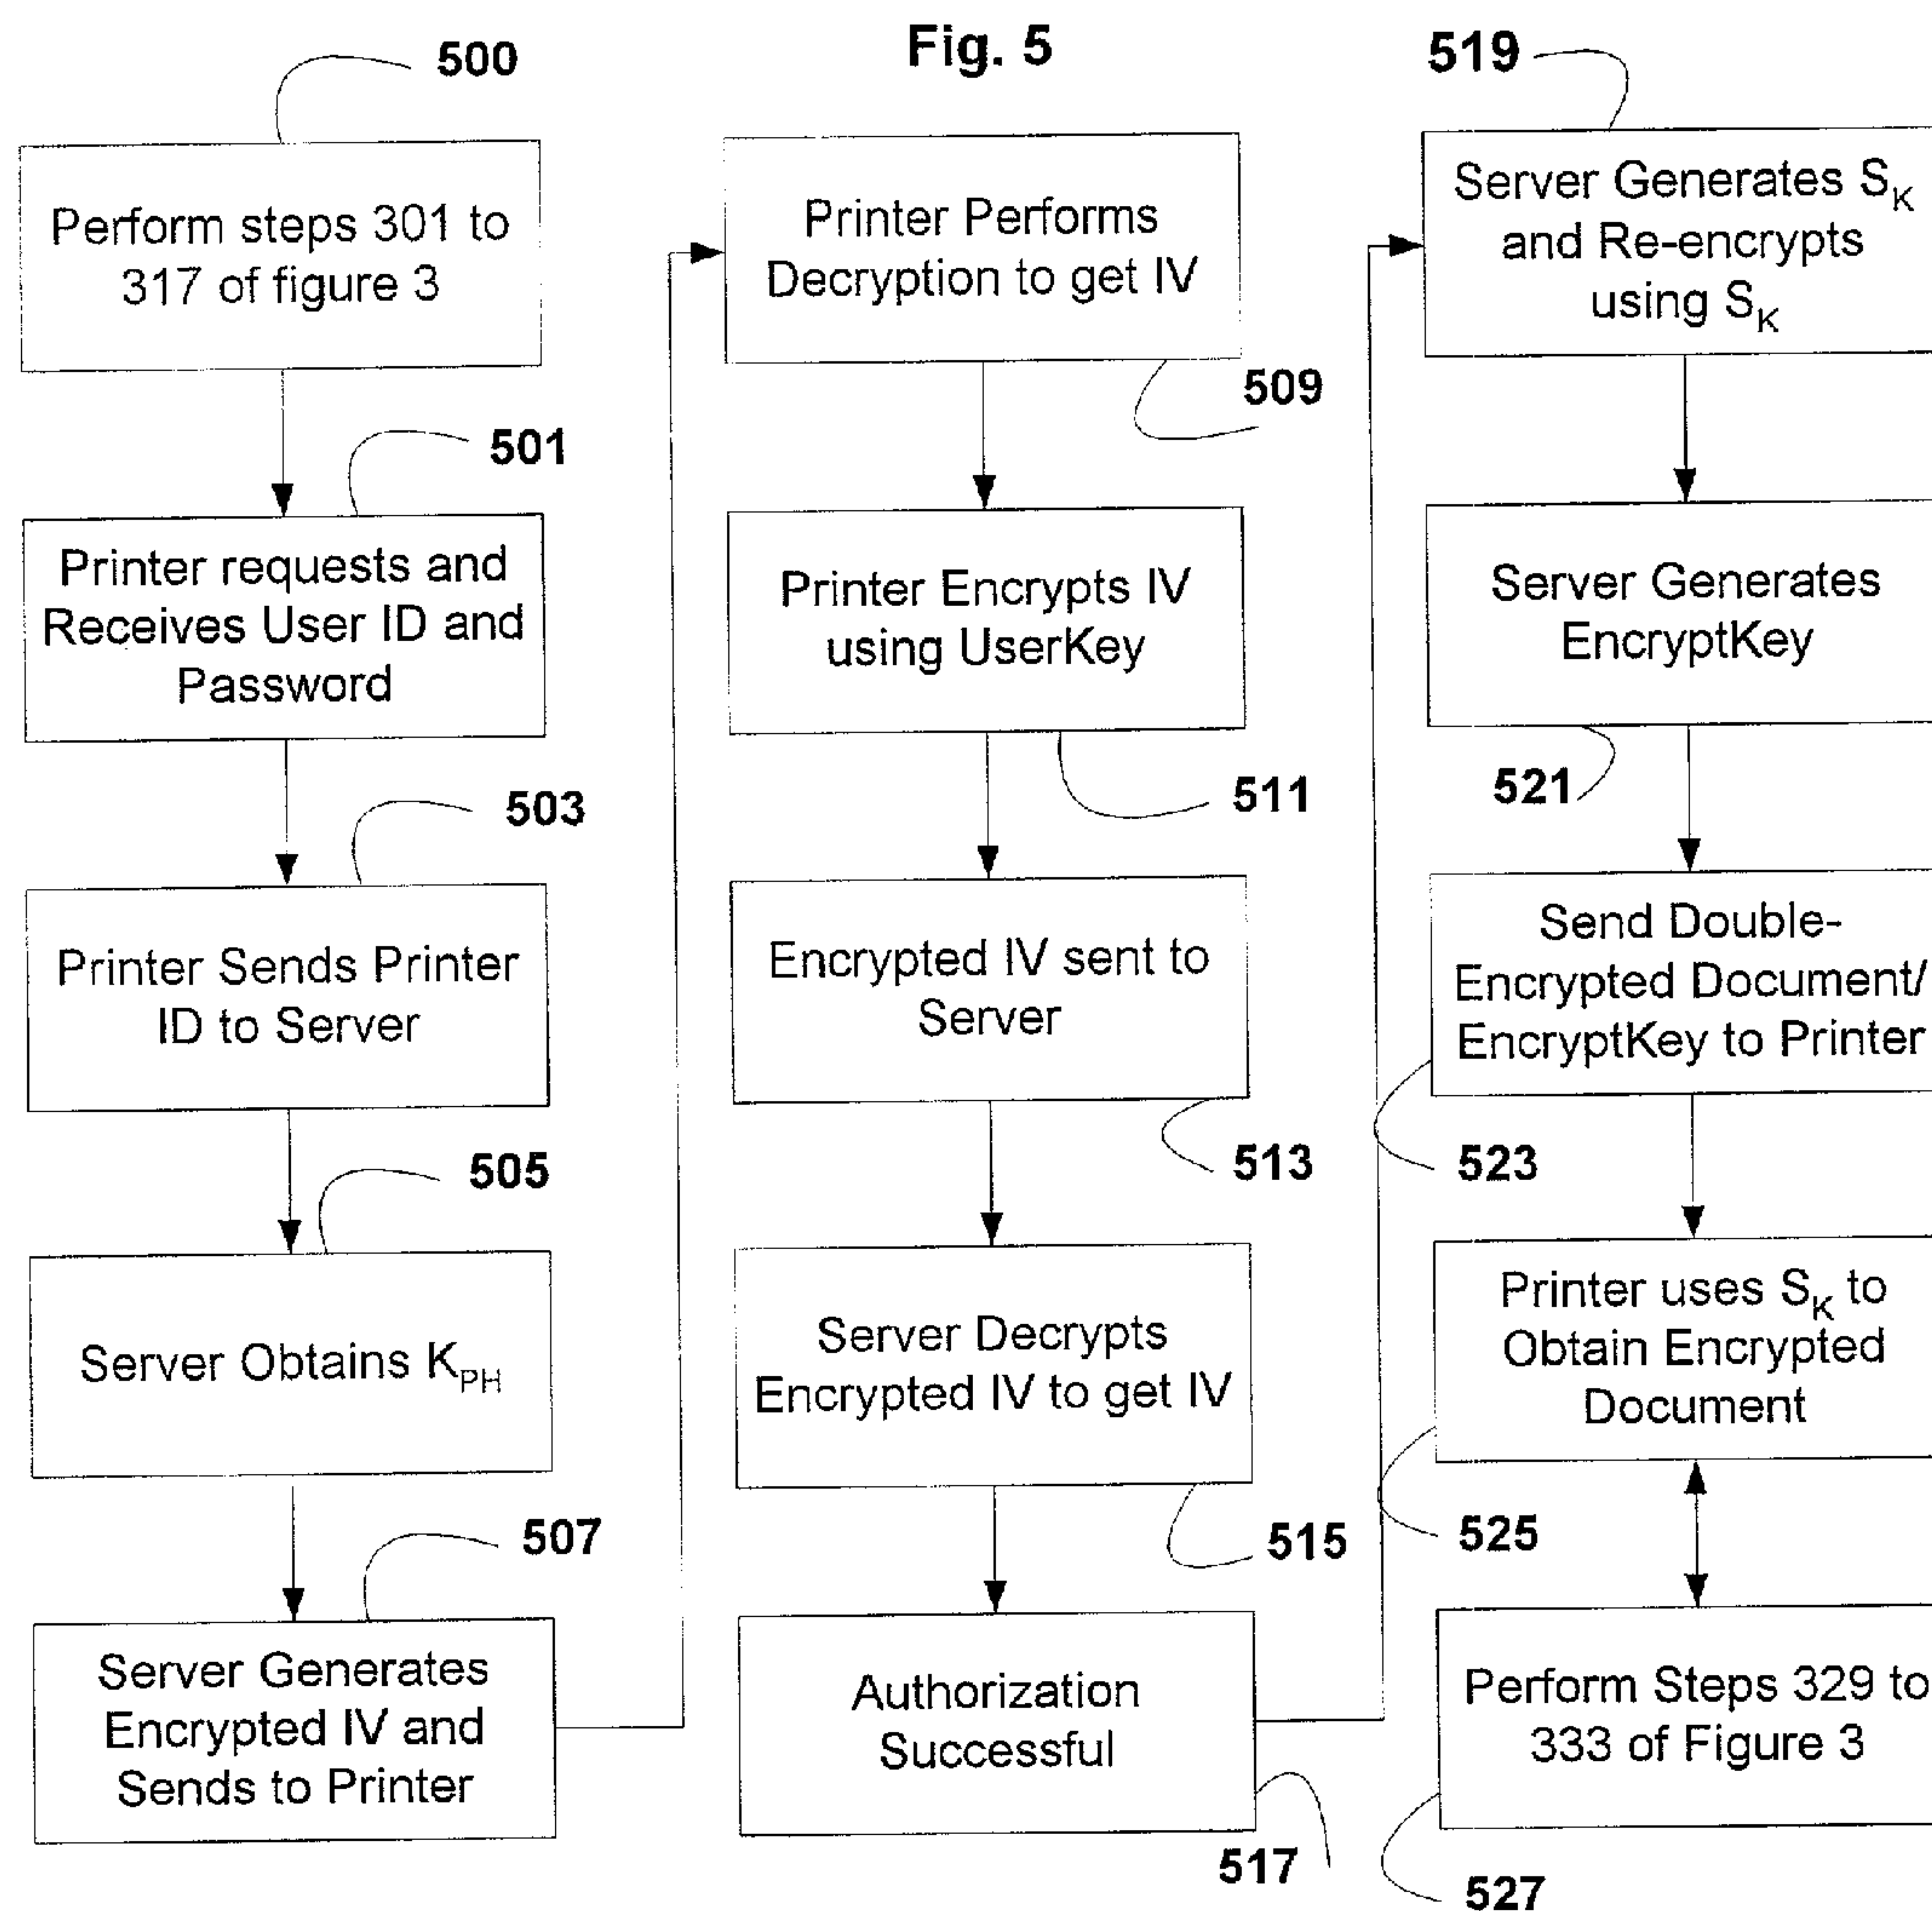 Fig. 5
500
Perform steps 301 to
317 of figure 3
501
Printer requests and
Receives User ID and
Password
503
Printer Sends Printer
ID to Server
505
Server Obtains K_PH
507
Server Generates
Encrypted IV and
Sends to Printer
Printer Performs
Decryption to get IV
509
Printer Encrypts IV
using UserKey
511
Encrypted IV sent to
Server
513
Server Decrypts
Encrypted IV to get IV
515
Authorization
Successful
517
519
Server Generates S_K
and Re-encrypts
using S_K
Server Generates
EncryptKey
521
Send Double-
Encrypted Document/
EncryptKey to Printer
523
Printer uses S_K to
Obtain Encrypted
Document
525
Perform Steps 329 to
333 of Figure 3
527